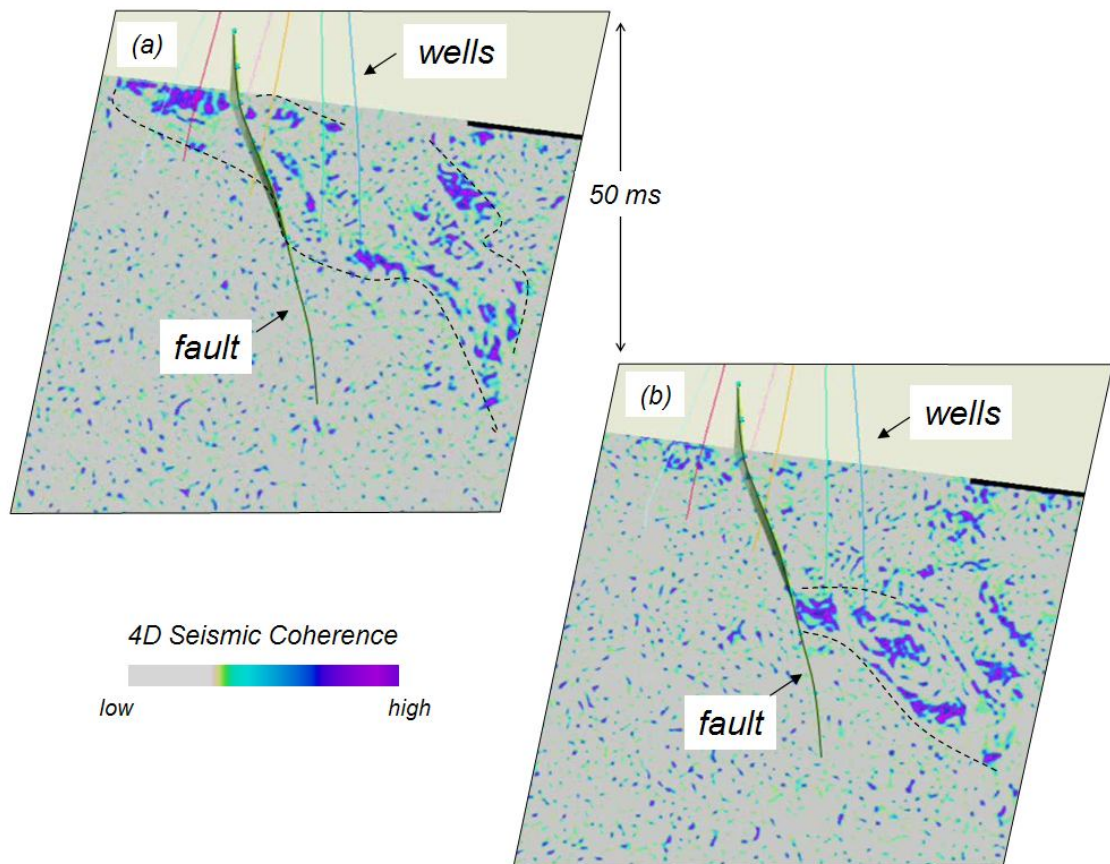 (a)
wells
50 ms
fault
(b)
wells
fault
4D Seismic Coherence
low
high